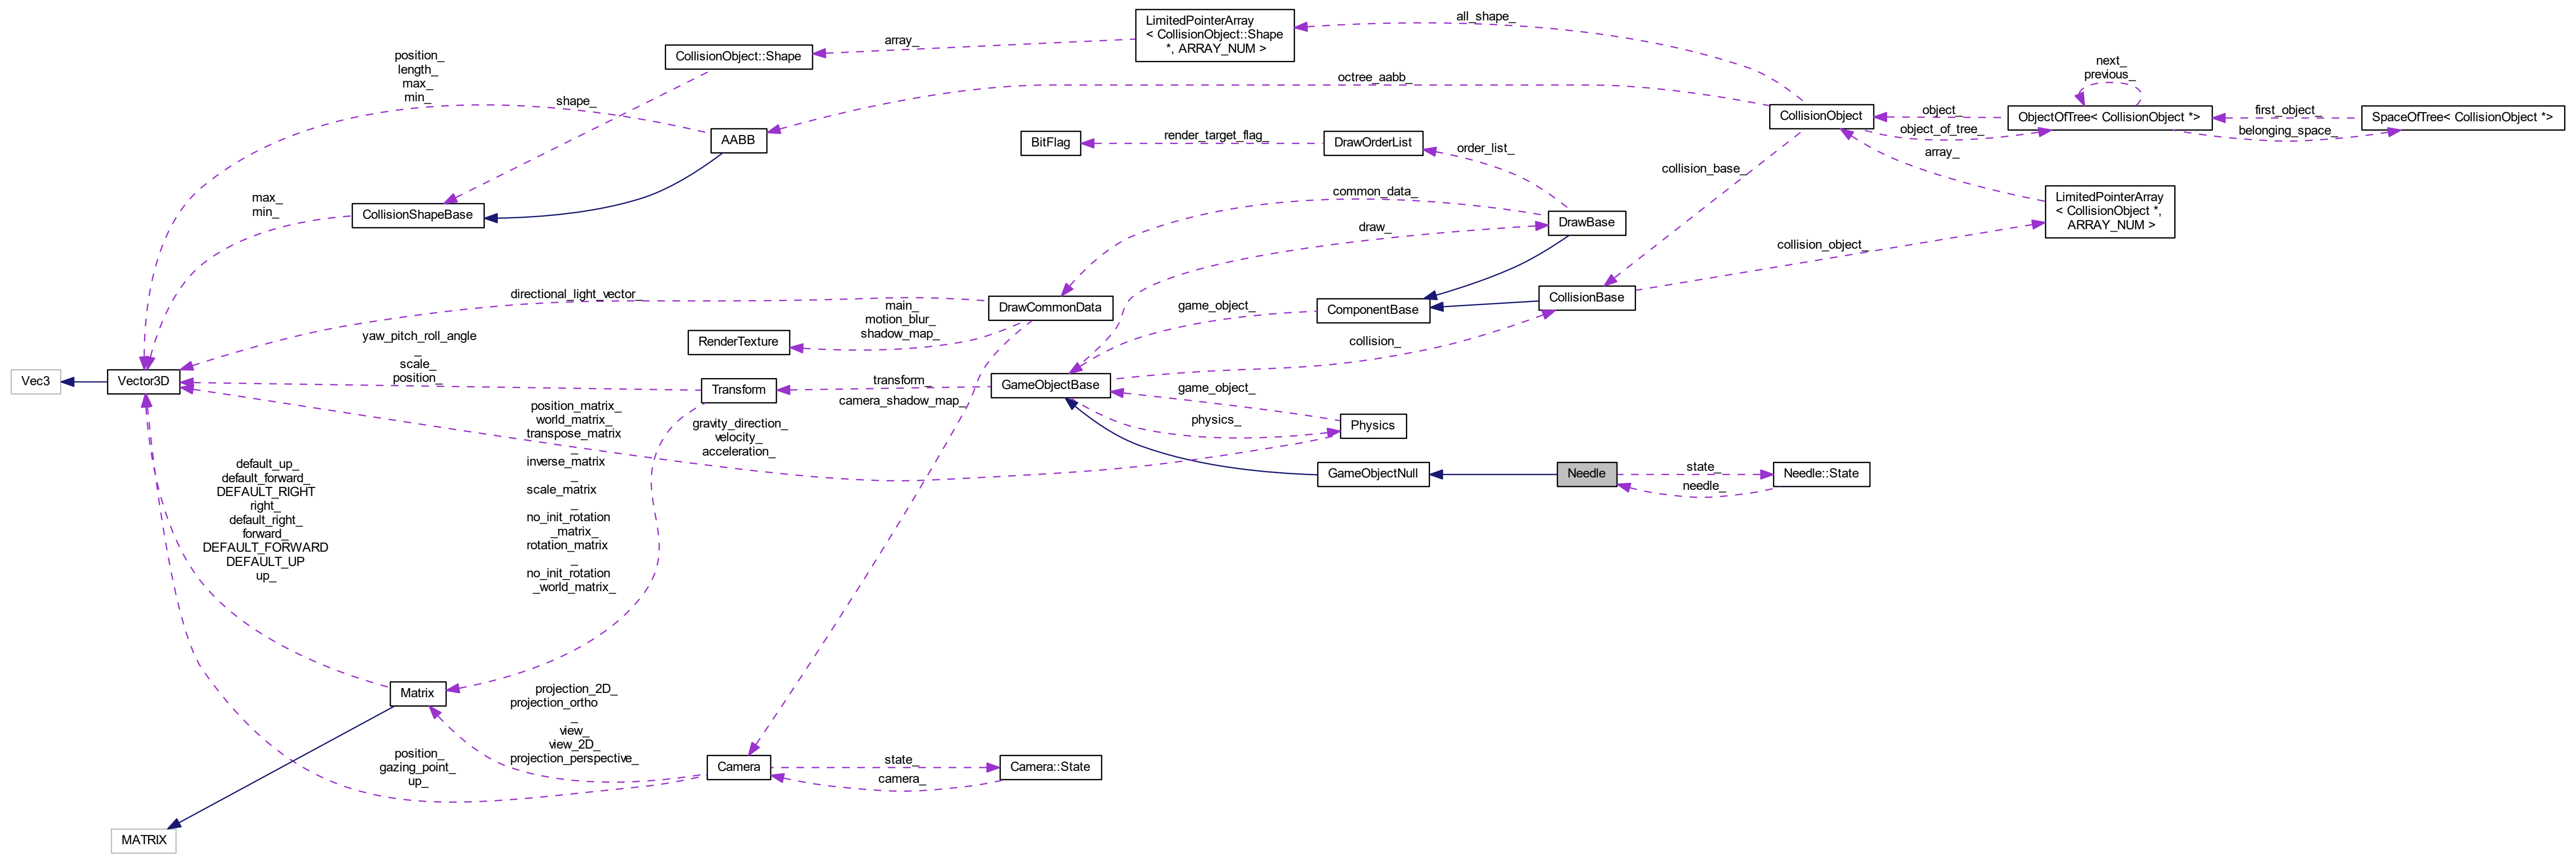 LimitedPointerArray
< CollisionObject::Shape
*, ARRAY_NUM >
all_shape_
array_
CollisionObject::Shape
position_
length_
max_
min_
shape_
octree_aabb_
next_
previous_
CollisionObject
object_
object_of_tree_
ObjectOfTree< CollisionObject *>
first_object_
belonging_space_
SpaceOfTree< CollisionObject *>
AABB
BitFlag
render_target_flag_
DrawOrderList
order_list_
array_
collision_base_
max_
min_
CollisionShapeBase
common_data_
draw_
DrawBase
LimitedPointerArray
< CollisionObject *,
ARRAY_NUM >
collision_object_
directional_light_vector_
DrawCommonData
main_
motion_blur_
shadow_map_
RenderTexture
game_object_
ComponentBase
CollisionBase
collision_
yaw_pitch_roll_angle
_
scale_
position_
Vec3
Vector3D
Transform
transform_
GameObjectBase
camera_shadow_map_
game_object_
physics_
Physics
position_matrix_
world_matrix_
transpose_matrix
_
inverse_matrix
_
scale_matrix
_
no_init_rotation
_matrix_
rotation_matrix
_
no_init_rotation
_world_matrix_
gravity_direction_
velocity_
acceleration_
GameObjectNull
Needle
state_
needle_
Needle::State
default_up_
default_forward_
DEFAULT_RIGHT
right_
default_right_
forward_
DEFAULT_FORWARD
DEFAULT_UP
up_
Matrix
projection_2D_
projection_ortho
_
view_
view_2D_
projection_perspective_
position_
gazing_point_
up_
Camera
state_
camera_
Camera::State
MATRIX